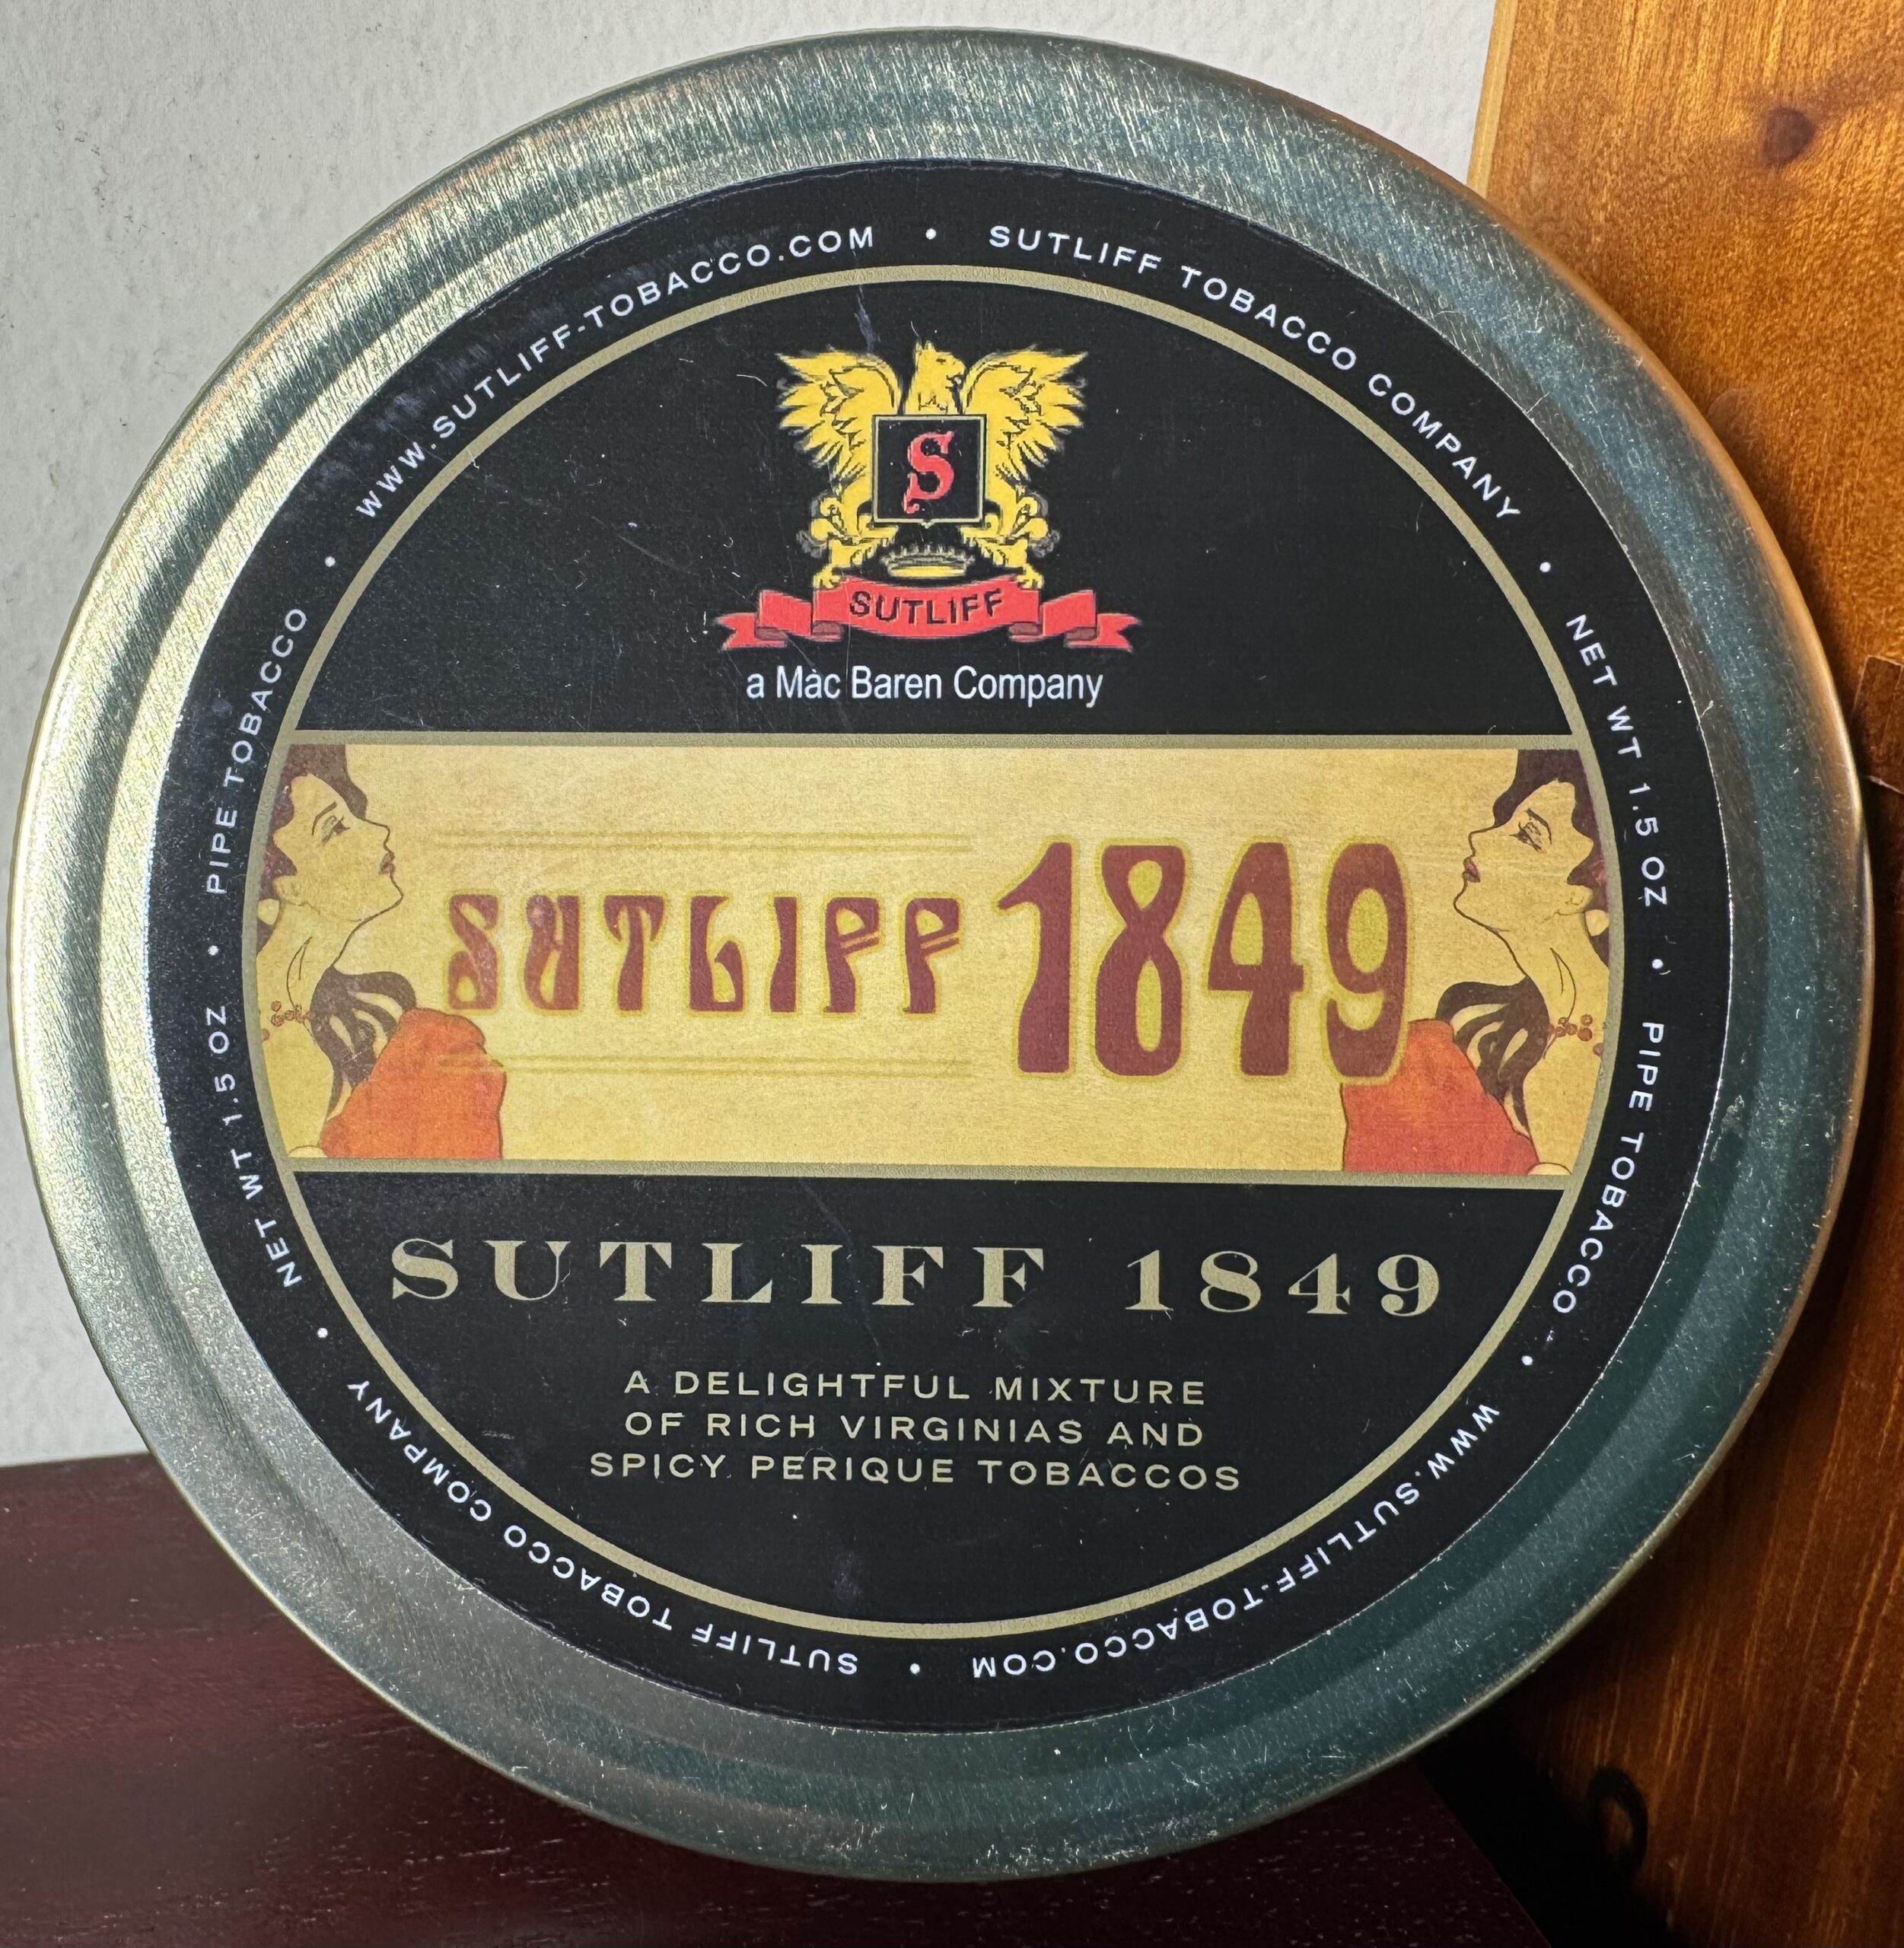 WWW.SUTLIFF-TOBACCO.COM • SUTLIFF TOBACCO COMPANY • NET WT 1.5 OZ • PIPE TOBACCO • WWW.SUTLIFF-TOBACCO.COM • SUTLIFF TOBACCO COMPANY • NET WT 1.5 OZ • PIPE TOBACCO •
S
SUTLIFF
a Mac Baren Company
SUTLIFF 1849
SUTLIFF 1849
A DELIGHTFUL MIXTURE
OF RICH VIRGINIAS AND
SPICY PERIQUE TOBACCOS